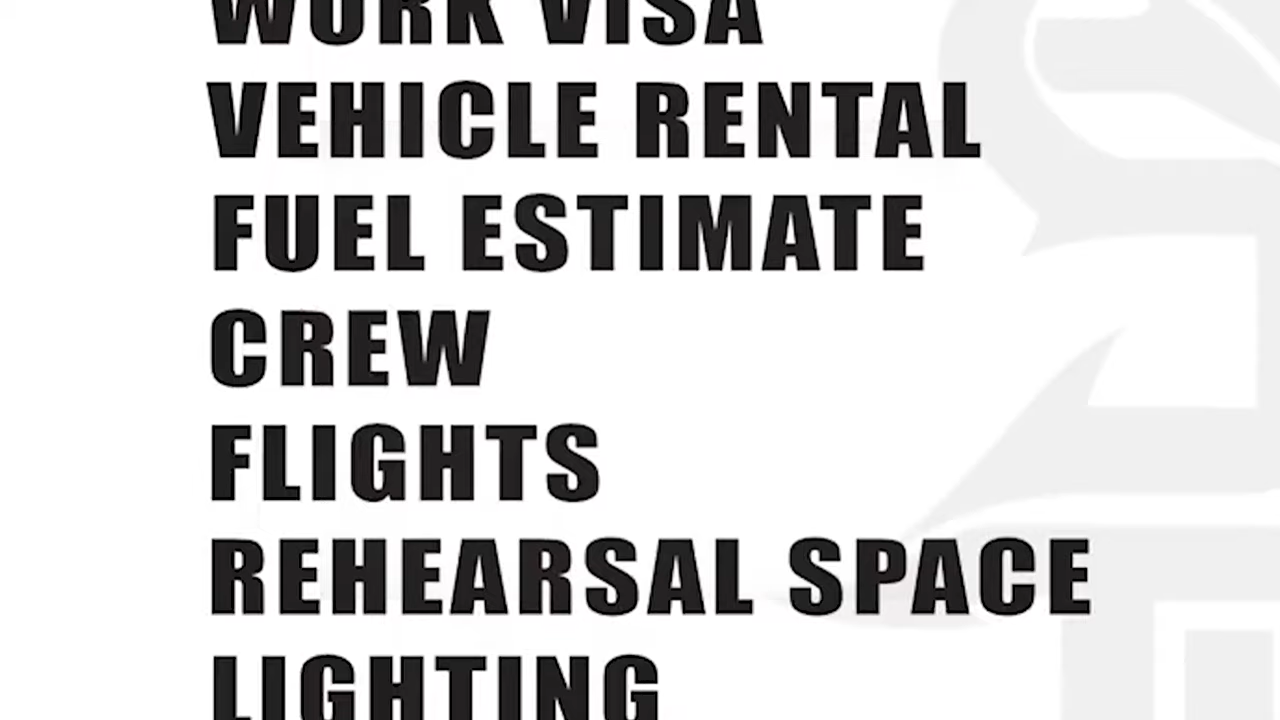 WORK VISA
VEHICLE RENTAL
FUEL ESTIMATE
CREW
FLIGHTS
REHEARSAL SPACE
LIGHTING